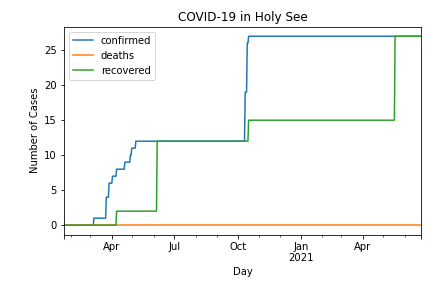 COVID-19 in Holy See
confirmed
deaths
recovered
Number of Cases
25
20
15
10
5
0
Apr
Jul
Oct
Jan
2021
Apr
Day